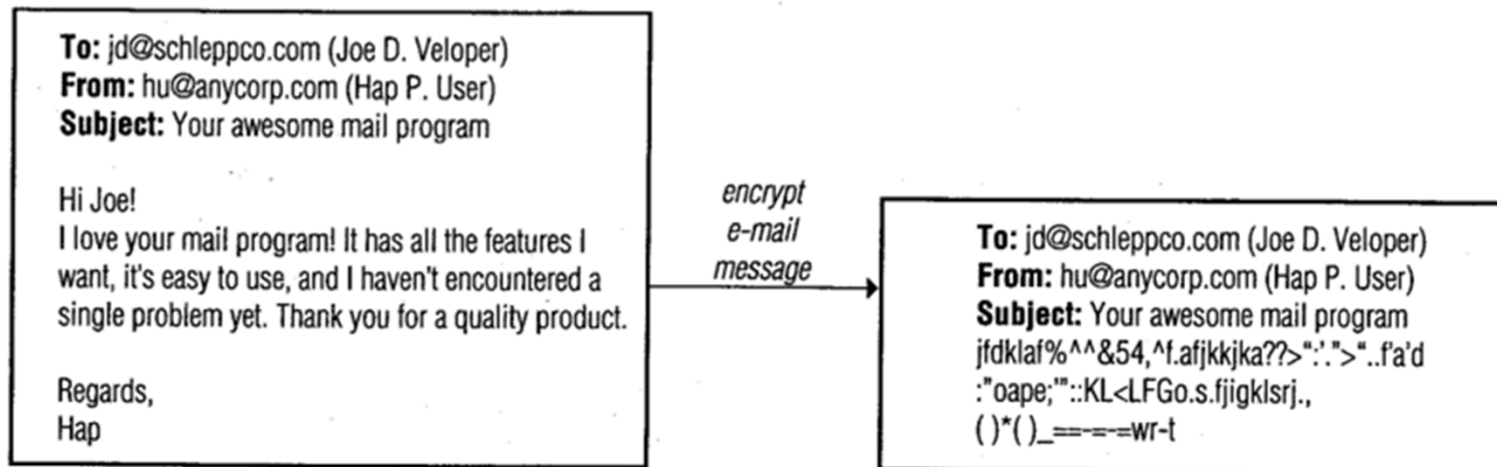 To: jd@schleppco.com (Joe D. Veloper)
From: hu@anycorp.com (Hap P. User)
Subject: Your awesome mail program
Hi Joe!
I love your mail program! It has all the features I
want, it's easy to use, and I haven't encountered a
single problem yet. Thank you for a quality product.
Regards,
Hap
encrypt
e-mail
message
To: jd@schleppco.com (Joe D. Veloper)
From: hu@anycorp.com (Hap P. User)
Subject: Your awesome mail program
jfdklaf%^^&54,^f.afjkkjka??>":'.">"..f'a'd
:"oape;'"::KL<LFGo.s.fjigklsrj.,
( )*( )_==-=-=wr-t